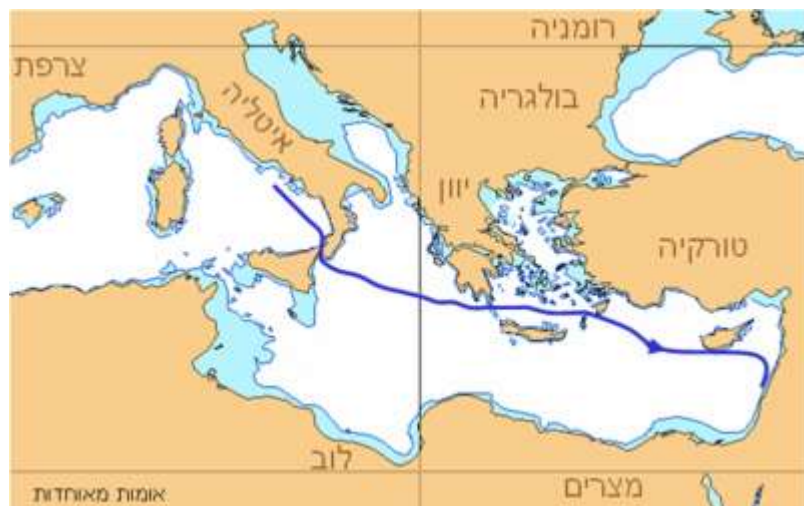 רומניה
צרפת
בולגריה
איטליה
יוון
טורקיה
לוב
מצרים
אומות מאוחדות